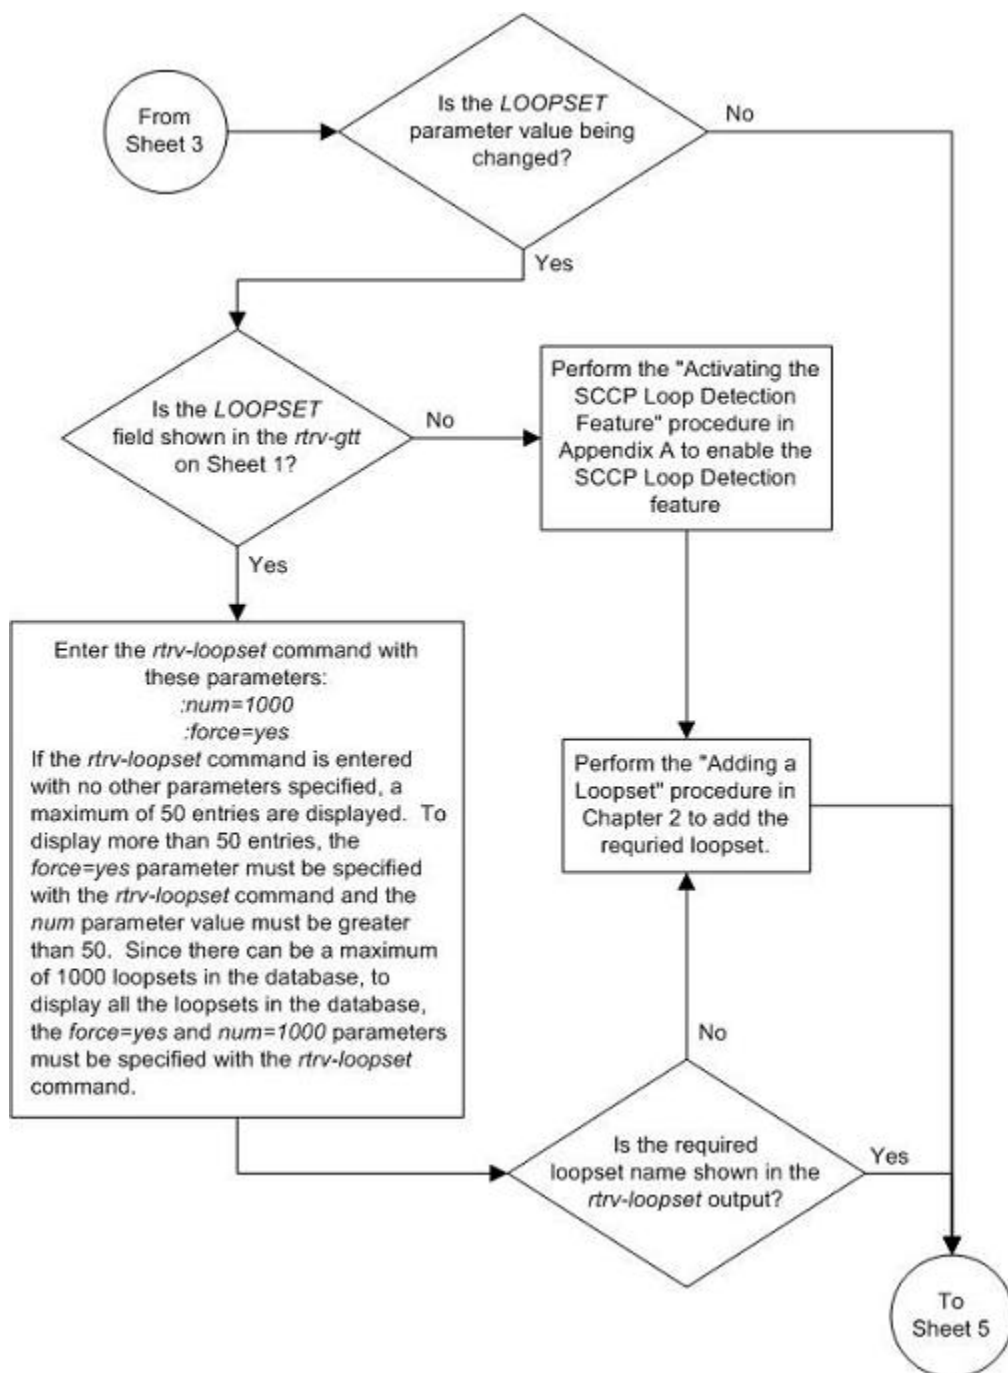 From
Sheet 3
Is the LOOPSET
parameter value being
changed?
No
Yes
Is the LOOPSET
field shown in the rtrv-gtt
on Sheet 1?
No
Perform the "Activating the
SCCP Loop Detection
Feature" procedure in
Appendix A to enable the
SCCP Loop Detection
feature
Yes
Enter the rtrv-loopset command with
these parameters:
:num=1000
:force=yes
If the rtrv-loopset command is entered
with no other parameters specified, a
maximum of 50 entries are displayed. To
display more than 50 entries, the
force=yes parameter must be specified
with the rtrv-loopset command and the
num parameter value must be greater
than 50. Since there can be a maximum
of 1000 loopsets in the database, to
display all the loopsets in the database,
the force=yes and num=1000 parameters
must be specified with the rtrv-loopset
command.
Perform the "Adding a
Loopset" procedure in
Chapter 2 to add the
requried loopset.
No
Is the required
loopset name shown in the
rtrv-loopset output?
Yes
To
Sheet 5